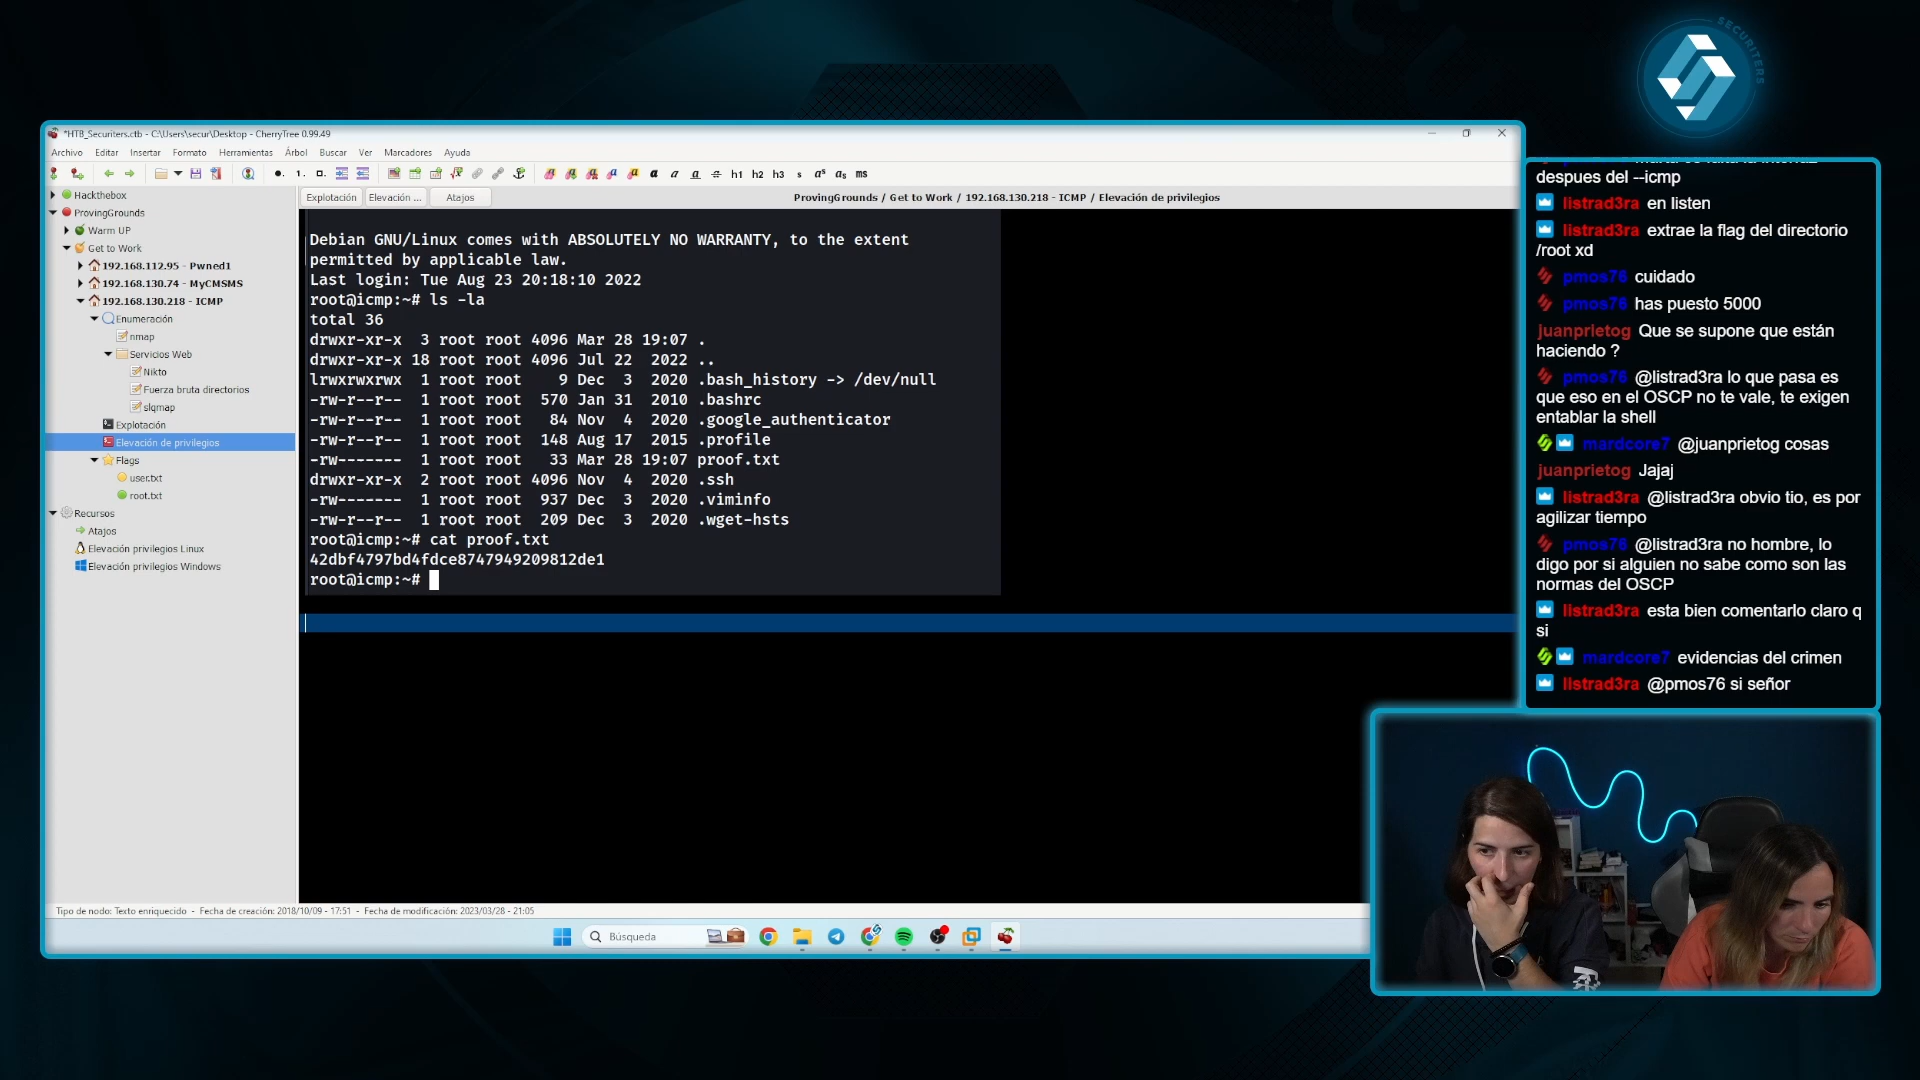 SECURITERS
*HTB_Securiters.ctb - C:\Users\secur\Desktop - CherryTree 0.99.49
Archivo Editar Insertar Formato Herramientas Árbol Buscar Ver Marcadores Ayuda
h1 h2 h3 s aˢ aₛ ms
Hackthebox
ProvingGrounds
Warm UP
Get to Work
192.168.112.95 - Pwned1
192.168.130.74 - MyCMSMS
192.168.130.218 - ICMP
Enumeración
nmap
Servicios Web
Nikto
Fuerza bruta directorios
slqmap
Explotación
Elevación de privilegios
Flags
user.txt
root.txt
Recursos
Atajos
Elevación privilegios Linux
Elevación privilegios Windows
Explotación Elevación ... Atajos
ProvingGrounds / Get to Work / 192.168.130.218 - ICMP / Elevación de privilegios
Debian GNU/Linux comes with ABSOLUTELY NO WARRANTY, to the extent
permitted by applicable law.
Last login: Tue Aug 23 20:18:10 2022
root@icmp:~# ls -la
total 36
drwxr-xr-x 3 root root 4096 Mar 28 19:07 .
drwxr-xr-x 18 root root 4096 Jul 22 2022 ..
lrwxrwxrwx 1 root root 9 Dec 3 2020 .bash_history -> /dev/null
-rw-r--r-- 1 root root 570 Jan 31 2010 .bashrc
-rw-r--r-- 1 root root 84 Nov 4 2020 .google_authenticator
-rw-r--r-- 1 root root 148 Aug 17 2015 .profile
-rw------- 1 root root 33 Mar 28 19:07 proof.txt
drwxr-xr-x 2 root root 4096 Nov 4 2020 .ssh
-rw------- 1 root root 937 Dec 3 2020 .viminfo
-rw-r--r-- 1 root root 209 Dec 3 2020 .wget-hsts
root@icmp:~# cat proof.txt
42dbf4797bd4fdce8747949209812de1
root@icmp:~#
Tipo de nodo: Texto enriquecido - Fecha de creación: 2018/10/09 - 17:51 - Fecha de modificación: 2023/03/28 - 21:05
Búsqueda
despues del --icmp
listrad3ra en listen
listrad3ra extrae la flag del directorio
/root xd
pmos76 cuidado
pmos76 has puesto 5000
juanprietog Que se supone que están
haciendo ?
pmos76 @listrad3ra lo que pasa es
que eso en el OSCP no te vale, te exigen
entablar la shell
mardcore7 @juanprietog cosas
juanprietog Jajaj
listrad3ra @listrad3ra obvio tio, es por
agilizar tiempo
pmos76 @listrad3ra no hombre, lo
digo por si alguien no sabe como son las
normas del OSCP
listrad3ra esta bien comentarlo claro q
si
mardcore7 evidencias del crimen
listrad3ra @pmos76 si señor